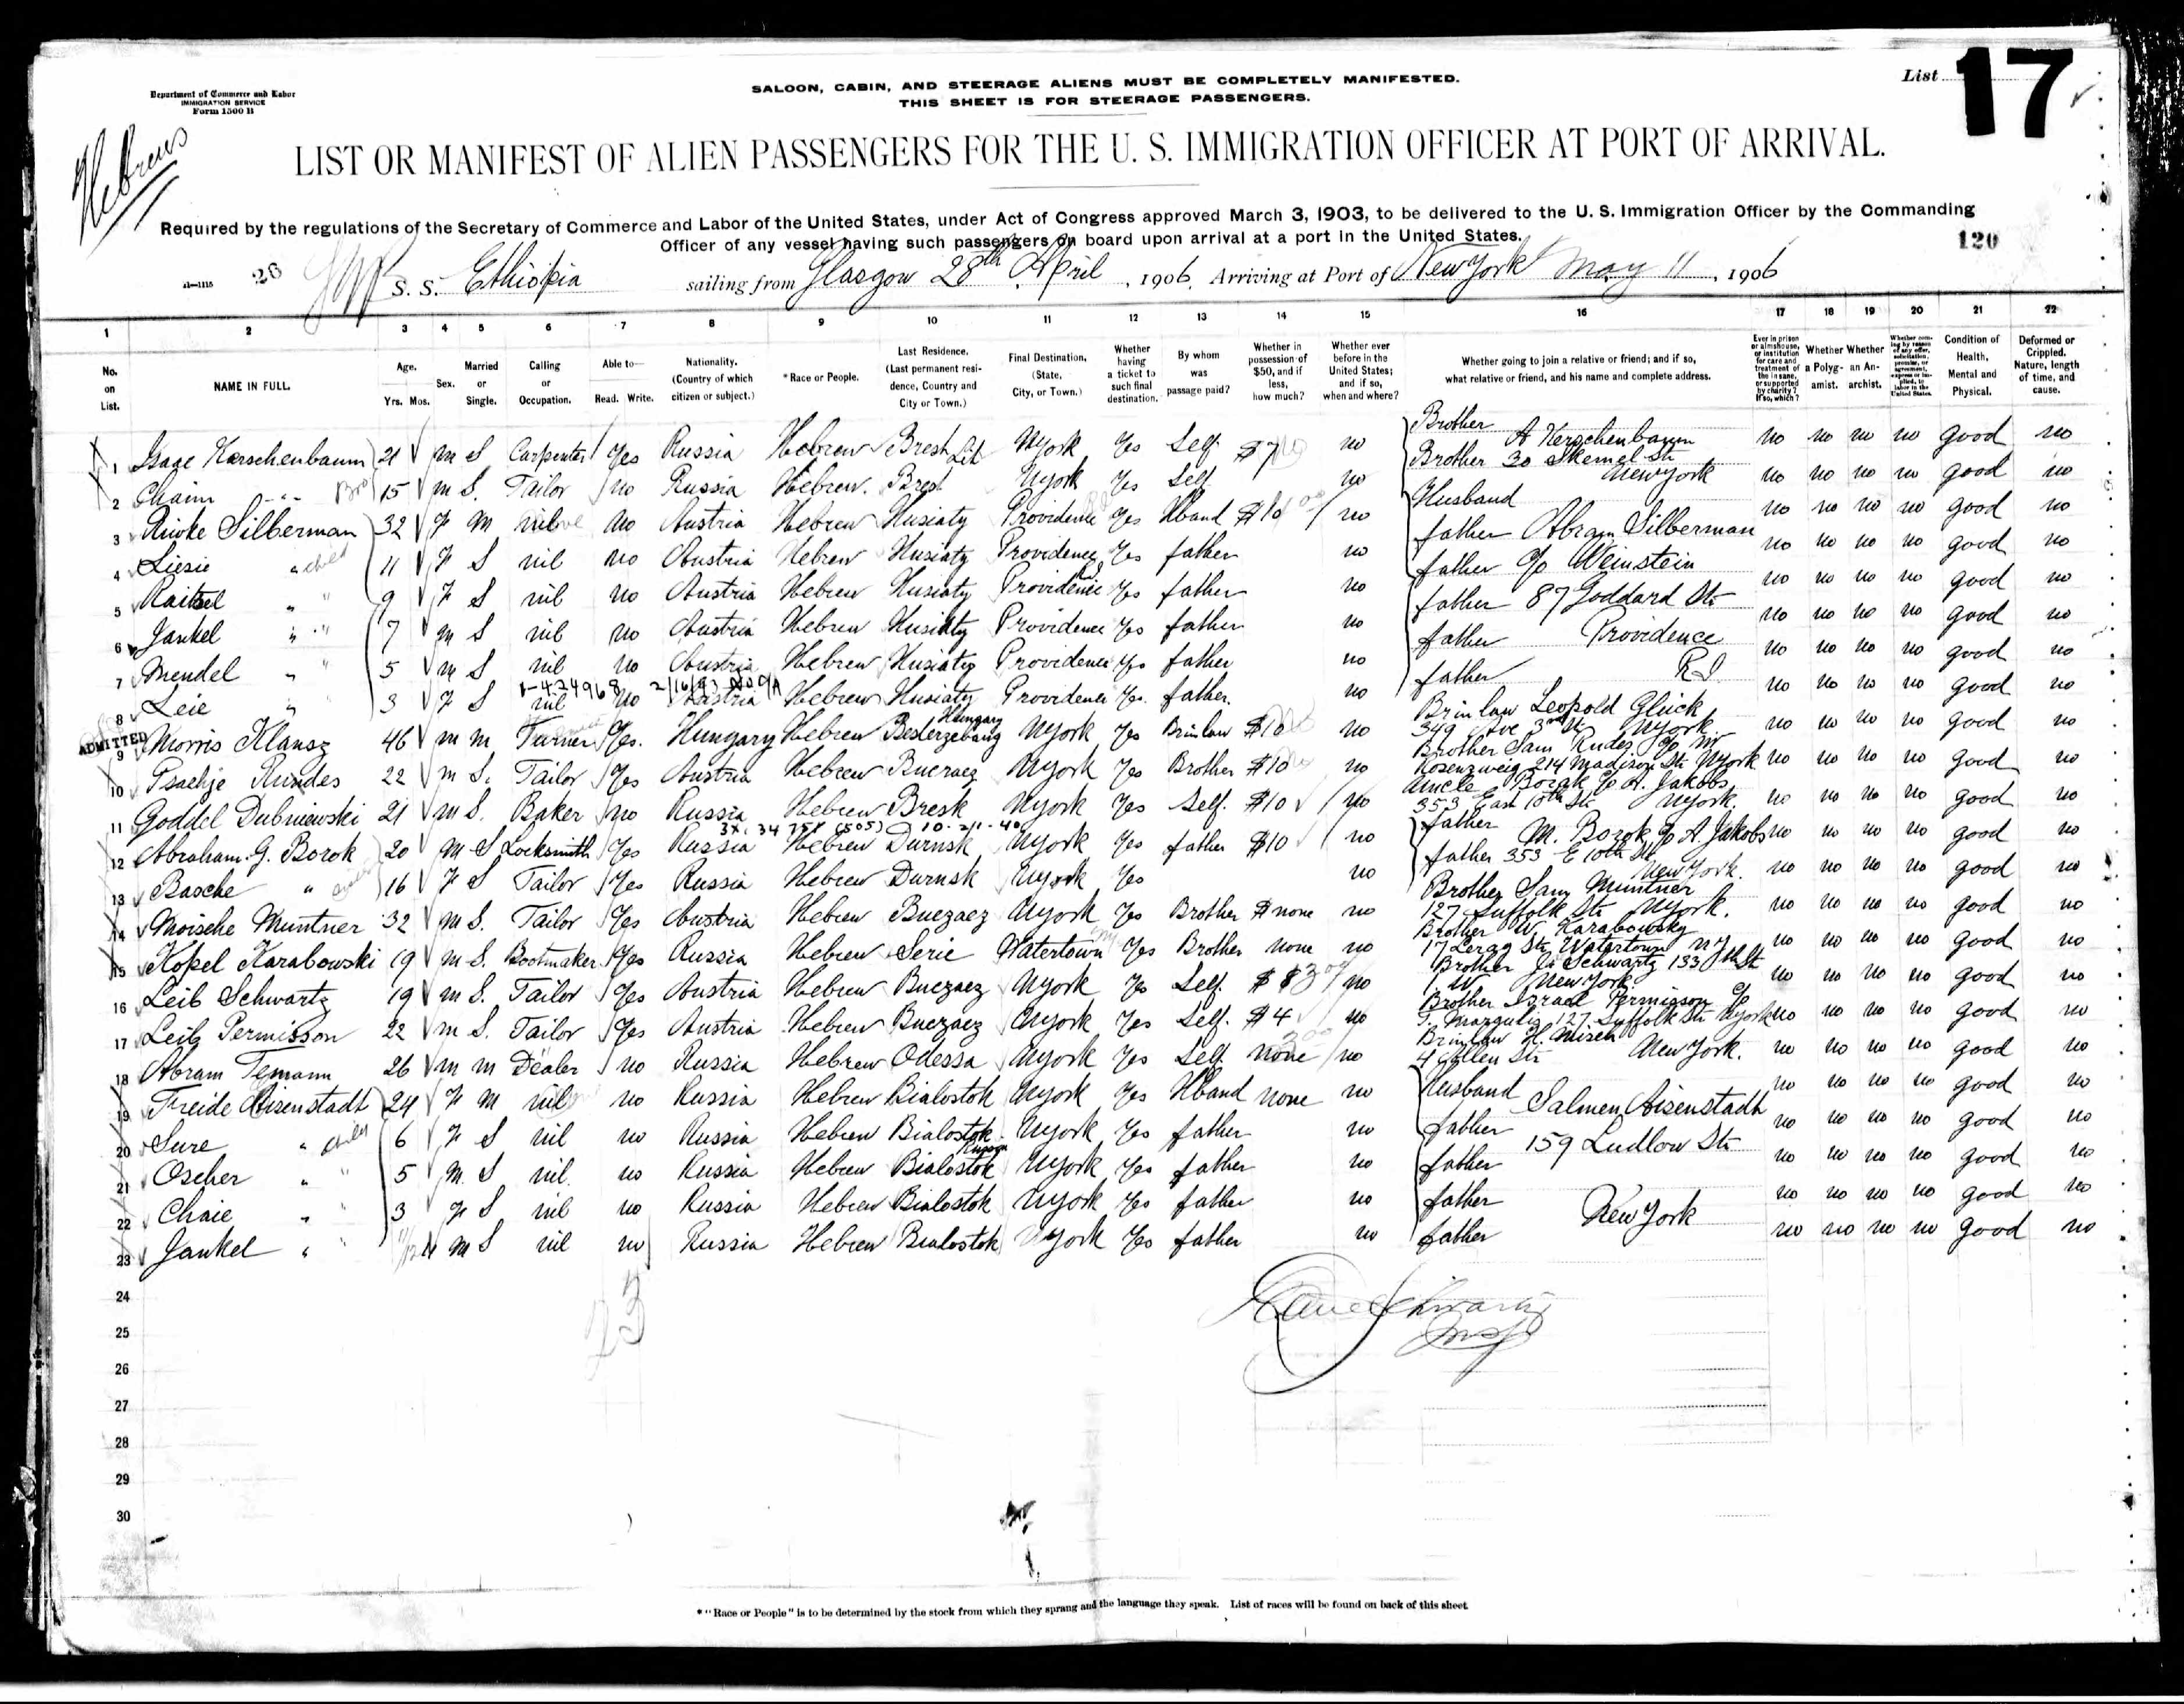 Department of Commerce and Labor
IMMIGRATION SERVICE
Form 1500 B
Hebrews
SALOON, CABIN, AND STEERAGE ALIENS MUST BE COMPLETELY MANIFESTED.
THIS SHEET IS FOR STEERAGE PASSENGERS.
List 17
LIST OR MANIFEST OF ALIEN PASSENGERS FOR THE U. S. IMMIGRATION OFFICER AT PORT OF ARRIVAL.
Required by the regulations of the Secretary of Commerce and Labor of the United States, under Act of Congress approved March 3, 1903, to be delivered to the U. S. Immigration Officer by the Commanding
Officer of any vessel having such passengers on board upon arrival at a port in the United States.
120
26 S. S. Ethiopia sailing from Glasgow 28th April, 1906, Arriving at Port of New York May 11, 1906
1 2 3 4 5 6 7 8 9 10 11 12 13 14 15 16 17 18 19 20 21 22
No. on List.
NAME IN FULL.
Age. Yrs. Mos.
Sex.
Married or Single.
Calling or Occupation.
Able to— Read. Write.
Nationality. (Country of which citizen or subject.)
*Race or People.
Last Residence. (Last permanent residence, Country and City or Town.)
Final Destination, (State, City, or Town.)
Whether having a ticket to such final destination.
By whom was passage paid?
Whether in possession of $50, and if less, how much?
Whether ever before in the United States; and if so, when and where?
Whether going to join a relative or friend; and if so, what relative or friend, and his name and complete address.
Ever in prison or almshouse, or institution for care and treatment of the insane, or supported by charity? If so, which?
Whether a Polygamist.
Whether an Anarchist.
Whether coming by reason of any offer, solicitation, promise, or agreement, express or implied, to labor in the United States.
Condition of Health, Mental and Physical.
Deformed or Crippled. Nature, length of time, and cause.
1 Isaac Kerschenbaum 21 m S Carpenter Yes Russia Hebrew Brest Lit NYork Yes Self $7 no Brother A Kerschenbaum no no no no good no
2 Chaim " Bro 15 m S. Tailor no Russia Hebrew. Brest NYork Yes Self no Brother 30 St New York no no no no good no
3 Riwke Silberman 32 F M nil no Austria Hebrew Husiaty Providence Yes Hband $10 no Husband no no no no good no
4 Liesie " child 11 F S nil no Austria Hebrew Husiaty Providence Yes father no father Abram Silberman no no no no good no
5 Raitzel " " 9 F S nil no Austria Hebrew Husiaty Providence Yes father no father c/o Weinstein no no no no good no
6 Jankel " " 7 m S nil no Austria Hebrew Husiaty Providence Yes father no father 87 Goddard Str no no no no good no
7 Mendel " " 5 m S nil no Austria Hebrew Husiaty Providence Yes father no father Providence no no no no good no
1-424968 2/16/43
8 Leie " 3 F S nil no Austria Hebrew Husiaty Providence Yes. father. no father R I no no no no good no
ADMITTED
9 Morris Klausz 46 m m Turner Yes. Hungary Hebrew Hungary NYork Yes Brinlaw $10 no Brin law Leopold Gluck 349 Ave 3rd St NYork no no no no good no
10 Rundes 22 m S. Tailor Yes Austria Hebrew Buczacz NYork Yes Brother $10 no Brother Sam Rudez c/o Mr Rosenzweig 214 Madison Str NYork no no no no good no
11 Goddel Dubniewski 21 m S. Baker no Russia Hebrew Bresk NYork Yes Self. $10 no Uncle Borak c/o A. Jakobs 353 East 10th Str NYork. no no no no good no
12 Abraham. G. Borok 20 m S Locksmith Yes Russia Hebrew Durnsk NYork Yes father $10 no father M. Borok c/o A Jakobs no no no no good no
13 Basche " 16 F S Tailor Yes Russia Hebrew Durnsk NYork Yes no father 353 E 10th St New York. no no no no good no
14 Moische Muntner 32 m S. Tailor Yes Austria Hebrew Buczacz NYork Yes Brother $ none no Brother Sam Muntner 127 Suffolk Str NYork. no no no no good no
15 Kopel Karabowski 19 m S. Bootmaker Yes Russia Hebrew Serie Watertown Yes Brother none no Brother W. Karabowsky 17 Str Watertown NY no no no no good no
16 Leib Schwartz 19 m S. Tailor Yes Austria Hebrew Buczacz NYork Yes Self. $ no Brother Schwartz 133 St New York no no no no good no
17 Leib Permisson 22 m S. Tailor Yes Austria Hebrew Buczacz NYork Yes Self. $4 no Brother Israel Permisson c/o Margulis 127 Suffolk Str NYork no no no no good no
18 Abram Temann 26 m m Dealer no Russia Hebrew Odessa NYork Yes Self none no Brinlaw H. Misch 4 Allen Str New York. no no no no good no
19 Freide Aisenstadt 24 F M nil no Russia Hebrew Bialostok NYork Yes Hband none no Husband Salmen Aisenstadt no no no no good no
20 Sure " child 6 F S nil no Russia Hebrew Bialostok NYork Yes father no father 159 Ludlow Str no no no no good no
21 Oscher " " 5 M. S nil. no Russia Hebrew Bialostok Russia NYork Yes father no father no no no no good no
22 Chaie " " 3 F S nil no Russia Hebrew Bialostok NYork Yes father no father New York no no no no good no
23 Jankel " " m S nil no Russia Hebrew Bialostok NYork Yes father no father no no no no good no
24
25
26
27
28
29
30
23
Schwartz
Insp
*"Race or People" is to be determined by the stock from which they sprang and the language they speak. List of races will be found on back of this sheet.